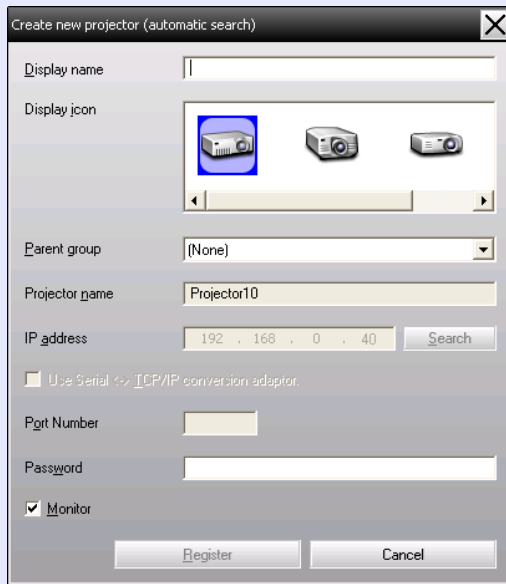 Create new projector (automatic search)
Display name
Display icon
Parent group
(None)
Projector name
Projector10
IP address
192 . 168 . 0 . 40
Search
Use Serial <-> TCP/IP conversion adaptor.
Port Number
Password
Monitor
Register
Cancel